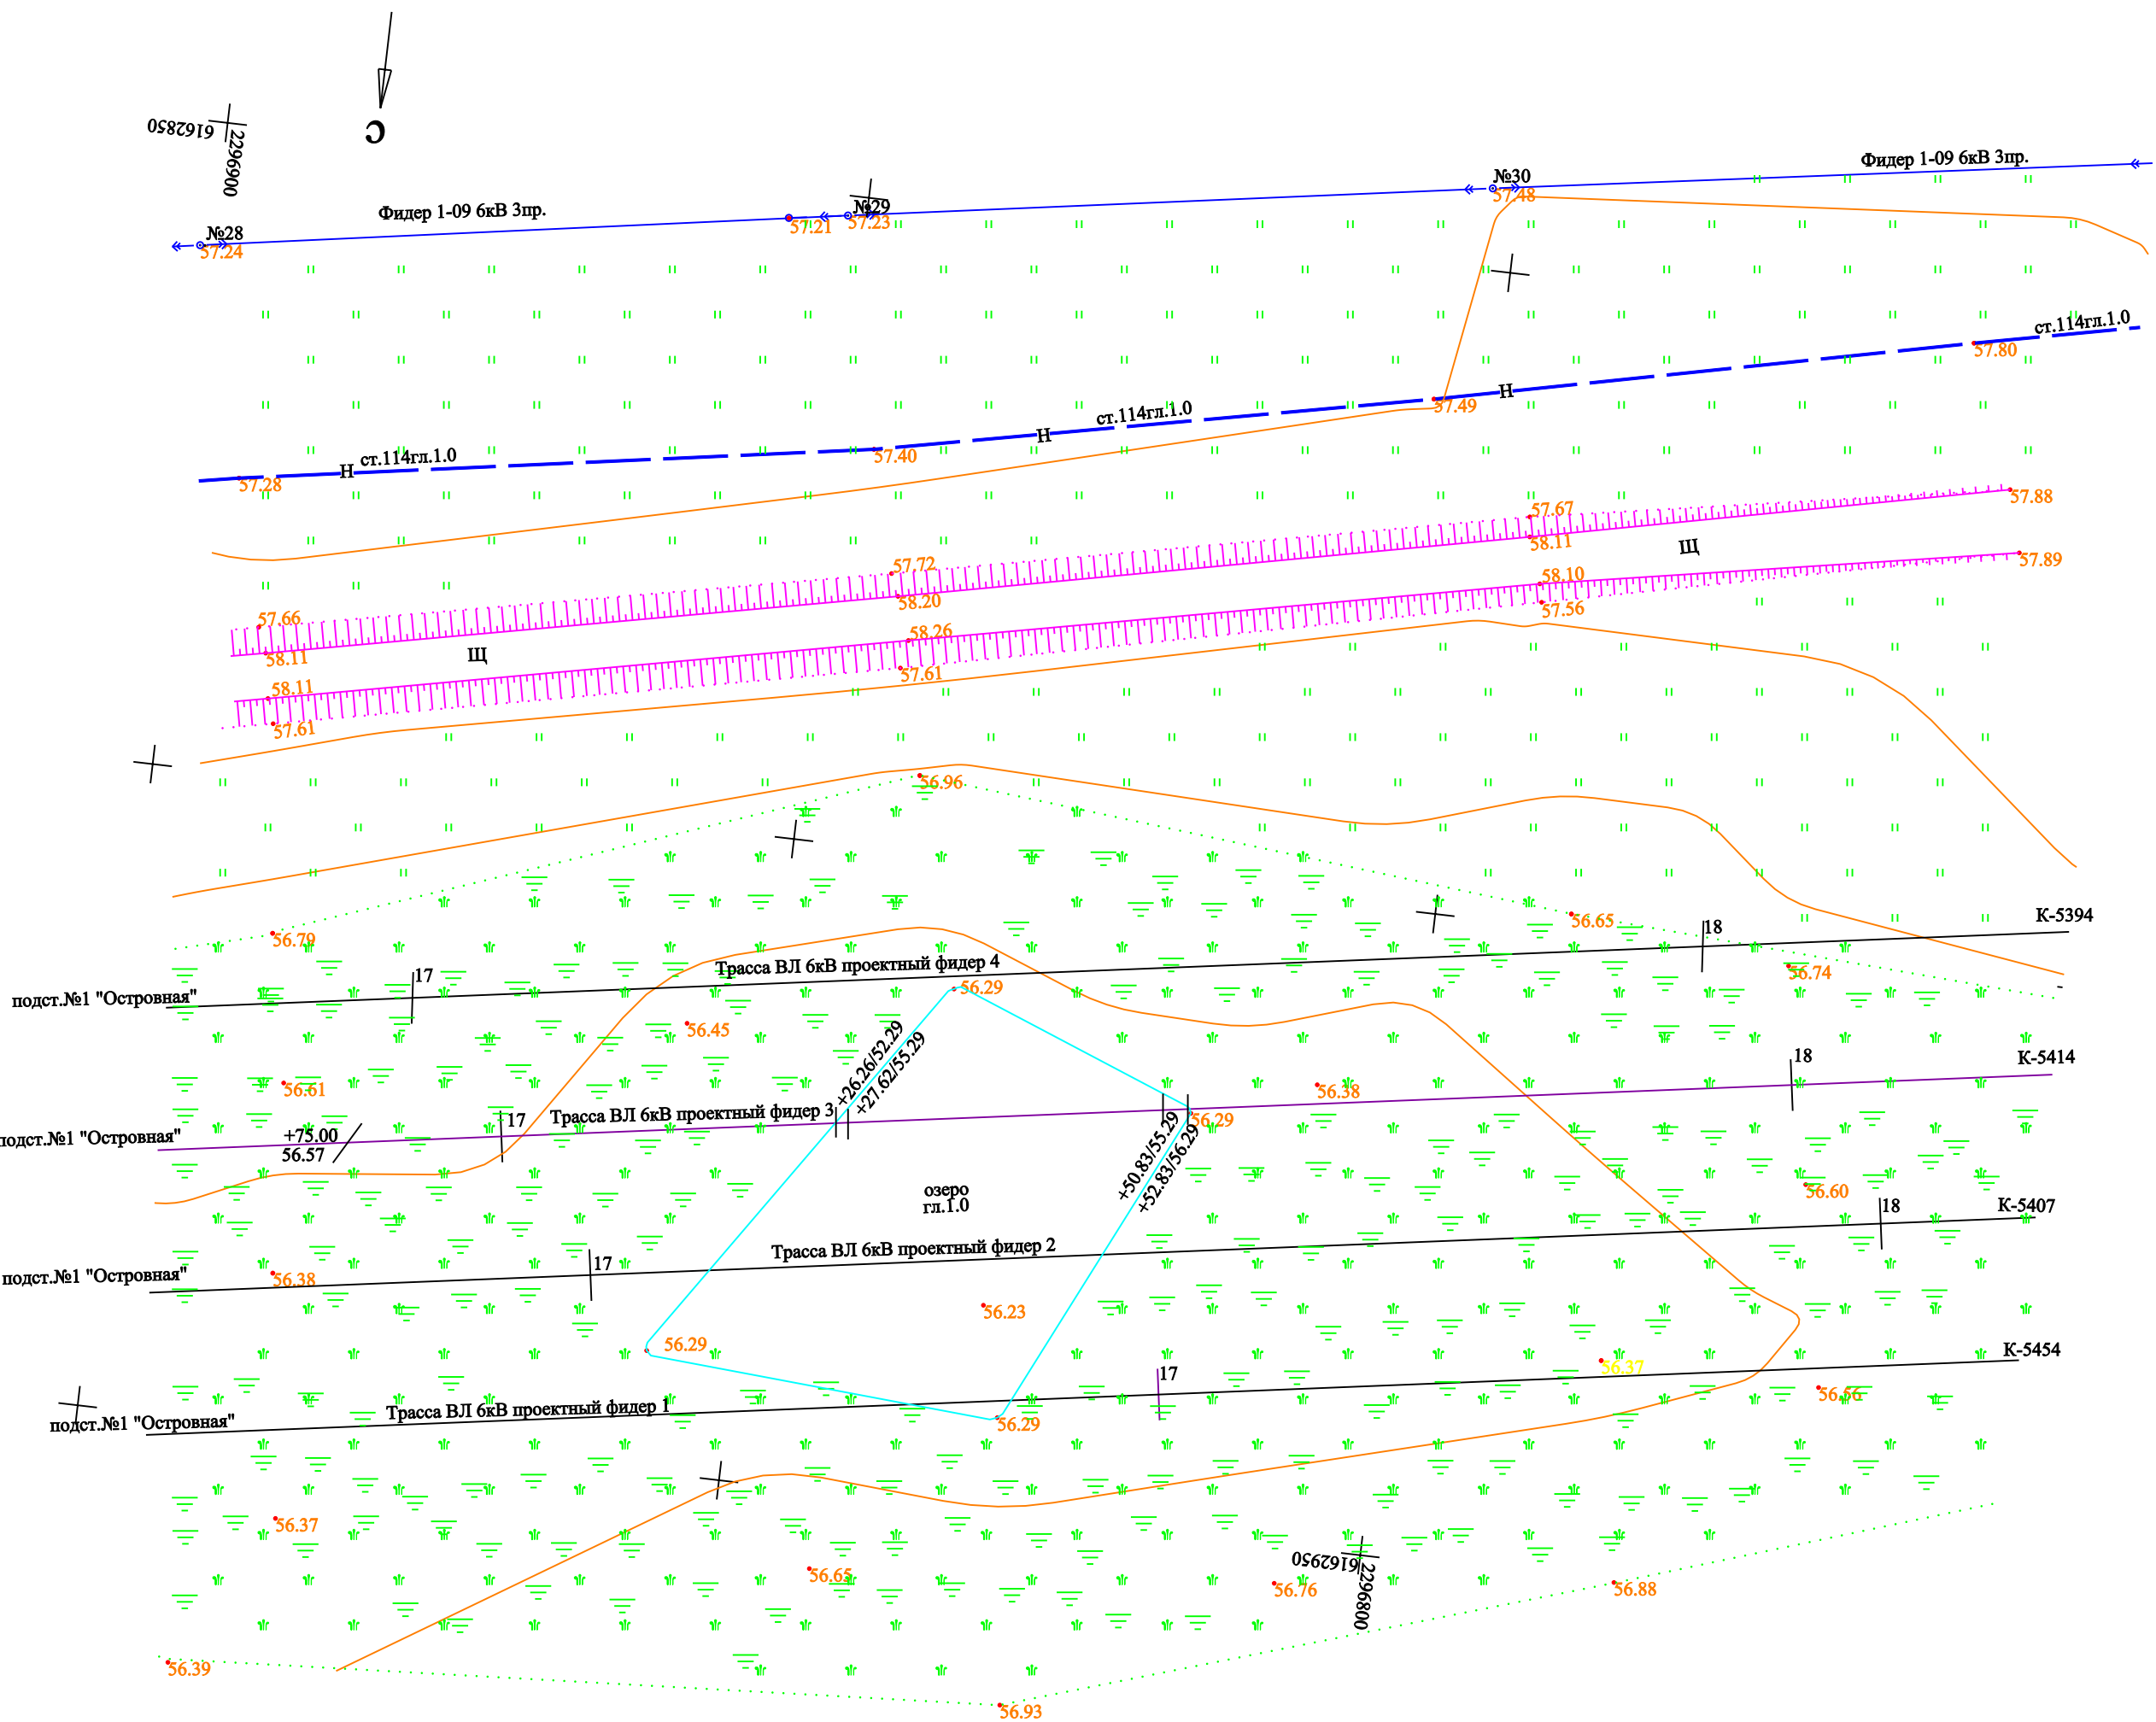 6162850
2296900
С
Фидер 1-09 6кВ 3пр.
№30
57.48
№29
57.21
57.23
Фидер 1-09 6кВ 3пр.
№28
57.24
ст.114гл.1.0
57.80
Н
57.49
ст.114гл.1.0
Н
57.40
ст.114гл.1.0
Н
57.28
57.88
57.67
58.11
Щ
57.89
57.72
58.20
58.10
57.56
57.66
58.11
58.26
57.61
Щ
58.11
57.61
56.96
56.79
56.65
18
К-5394
56.74
Трасса ВЛ 6кВ проектный фидер 4
17
подст.№1 "Островная"
56.29
56.45
+26.26/52.29
+27.62/55.29
18
К-5414
56.38
56.61
Трасса ВЛ 6кВ проектный фидер 3
17
56.29
+75.00
56.57
подст.№1 "Островная"
+50.83/55.29
+52.83/56.29
озеро
гл.1.0
56.60
18
К-5407
Трасса ВЛ 6кВ проектный фидер 2
17
подст.№1 "Островная"
56.38
56.23
56.29
К-5454
56.37
17
56.56
Трасса ВЛ 6кВ проектный фидер 1
подст.№1 "Островная"
56.29
56.37
56.65
6162950
2296800
56.76
56.88
56.39
56.93